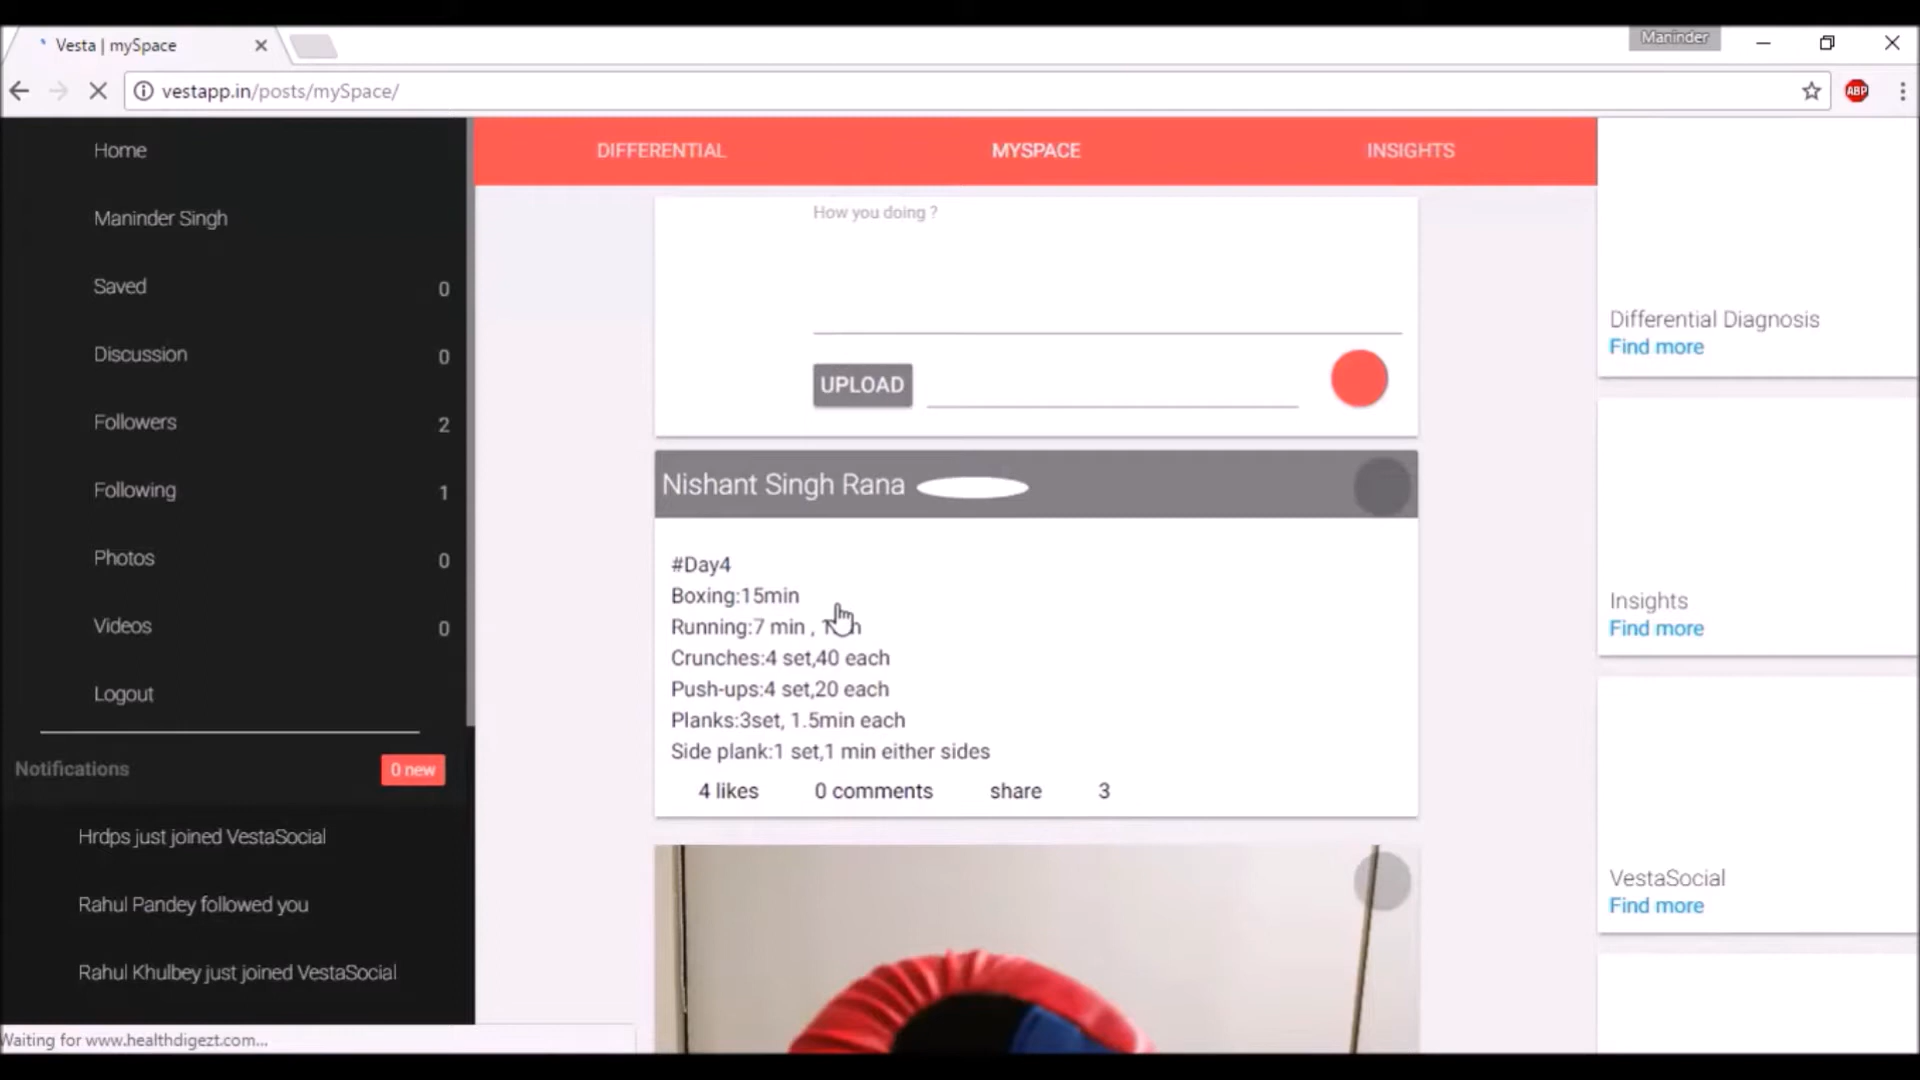 Vesta | mySpace
Maninder
vestapp.in/posts/mySpace/
ABP
Home
Maninder Singh
Saved 0
Discussion 0
Followers 2
Following 1
Photos 0
Videos 0
Logout
Notifications 0 new
Hrdps just joined VestaSocial
Rahul Pandey followed you
Rahul Khulbey just joined VestaSocial
Waiting for www.healthdigezt.com...
DIFFERENTIAL MYSPACE INSIGHTS
How you doing ?
UPLOAD
Nishant Singh Rana
#Day4
Boxing:15min
Running:7 min ,
Crunches:4 set,40 each
Push-ups:4 set,20 each
Planks:3set, 1.5min each
Side plank:1 set,1 min either sides
4 likes 0 comments share 3
Differential Diagnosis
Find more
Insights
Find more
VestaSocial
Find more